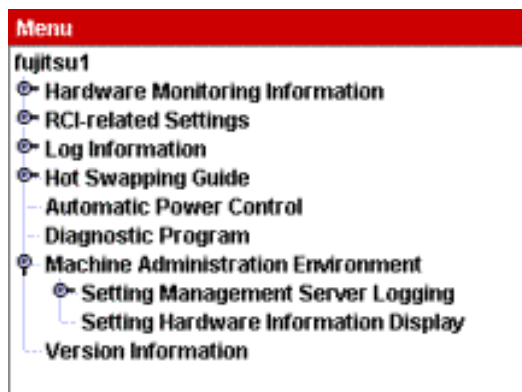 Menu
fujitsu1
Hardware Monitoring Information
RCI-related Settings
Log Information
Hot Swapping Guide
Automatic Power Control
Diagnostic Program
Machine Administration Environment
Setting Management Server Logging
Setting Hardware Information Display
Version Information